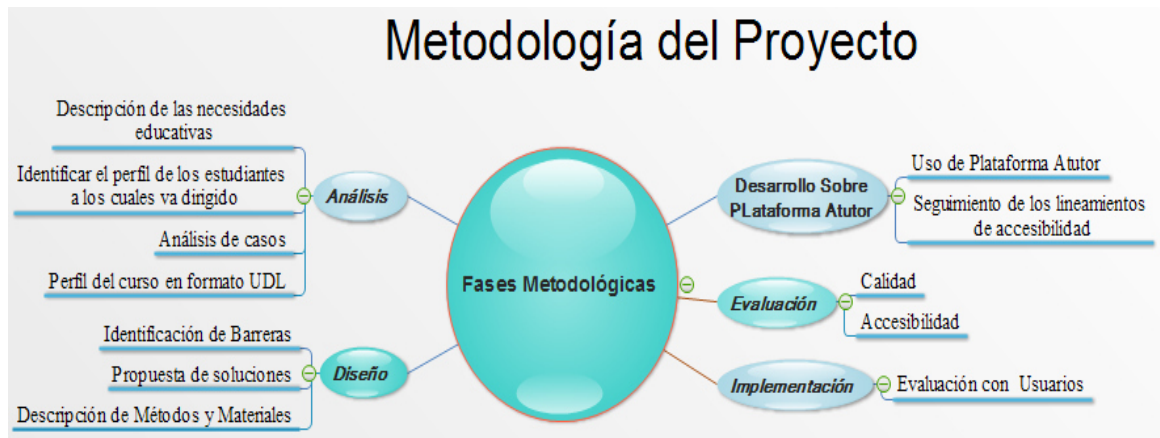 Metodología del Proyecto
Descripción de las necesidades
educativas
Identificar el perfil de los estudiantes
a los cuales va dirigido
Análisis de casos
Perfil del curso en formato UDL
Análisis
Identificación de Barreras
Propuesta de soluciones
Descripción de Métodos y Materiales
Diseño
Fases Metodológicas
Desarrollo Sobre
PLataforma Atutor
Uso de Plataforma Atutor
Seguimiento de los lineamientos
de accesibilidad
Evaluación
Calidad
Accesibilidad
Implementación
Evaluación con Usuarios